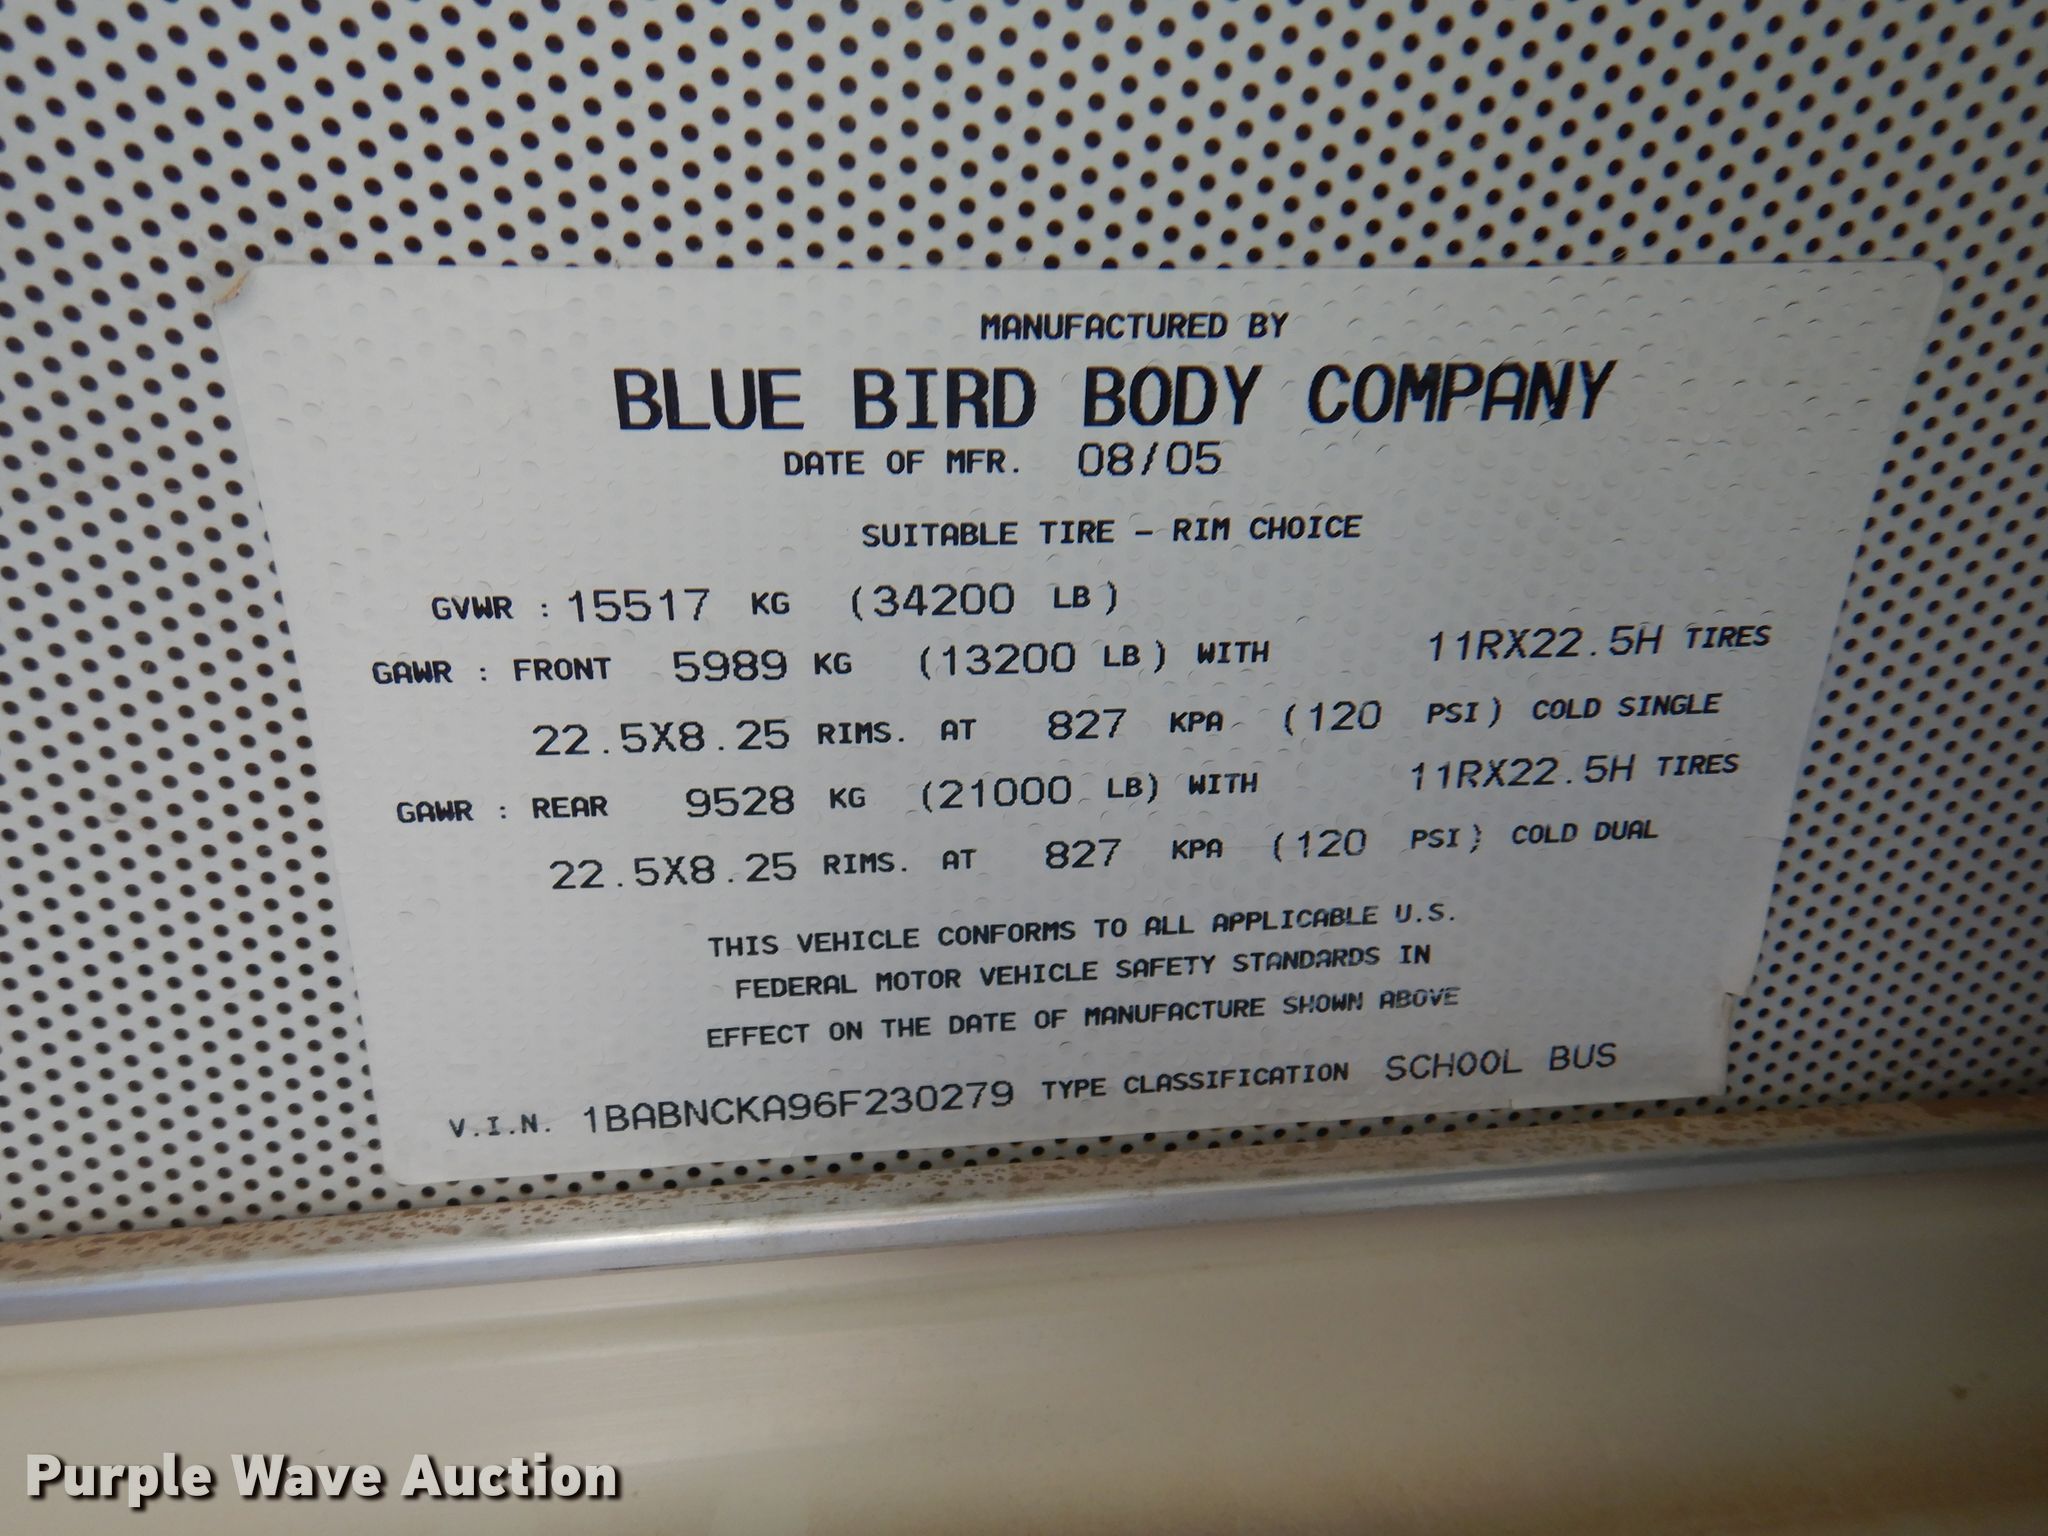 MANUFACTURED BY
BLUE BIRD BODY COMPANY
DATE OF MFR. 08/05
SUITABLE TIRE - RIM CHOICE
GVWR : 15517 KG (34200 LB)
GAWR : FRONT 5989 KG (13200 LB) WITH 11RX22.5H TIRES
22.5X8.25 RIMS. AT 827 KPA (120 PSI) COLD SINGLE
GAWR : REAR 9528 KG (21000 LB) WITH 11RX22.5H TIRES
22.5X8.25 RIMS. AT 827 KPA (120 PSI) COLD DUAL
THIS VEHICLE CONFORMS TO ALL APPLICABLE U.S.
FEDERAL MOTOR VEHICLE SAFETY STANDARDS IN
EFFECT ON THE DATE OF MANUFACTURE SHOWN ABOVE
V.I.N. 1BABNCKA96F230279 TYPE CLASSIFICATION SCHOOL BUS
Purple Wave Auction